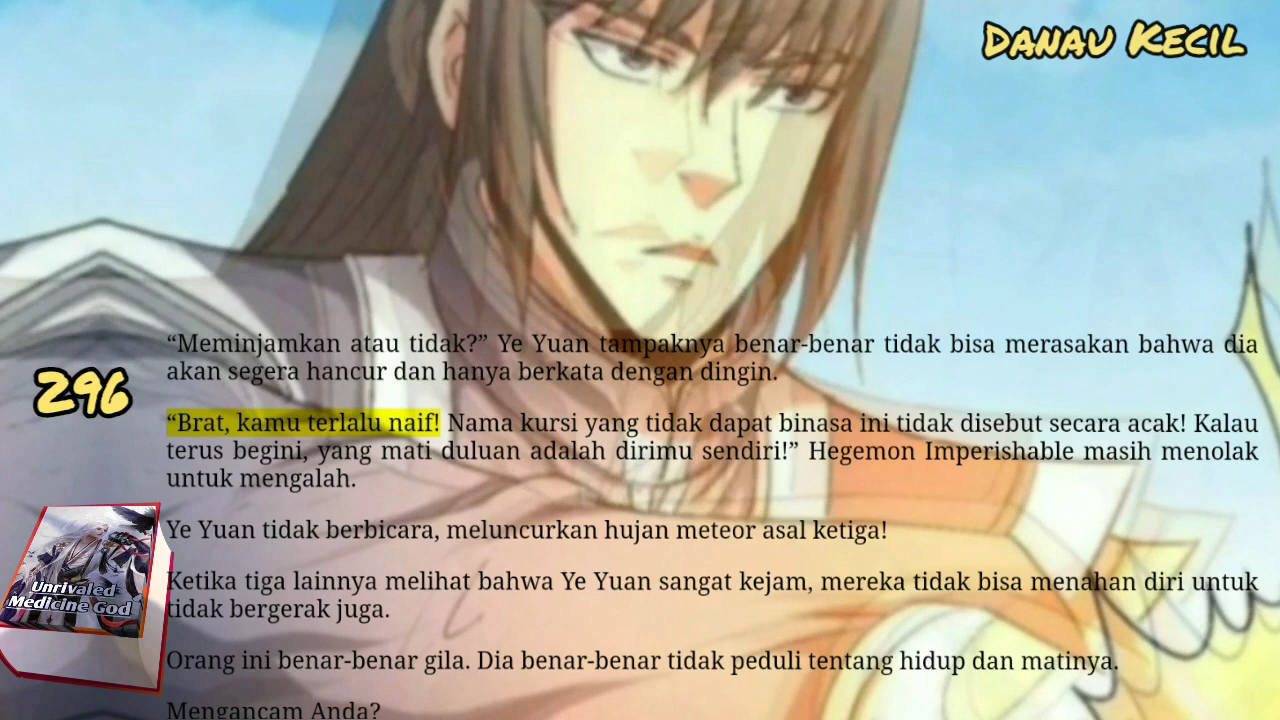 Danau Kecil
“Meminjamkan atau tidak?” Ye Yuan tampaknya benar-benar tidak bisa merasakan bahwa dia
akan segera hancur dan hanya berkata dengan dingin.
296
“Brat, kamu terlalu naif! Nama kursi yang tidak dapat binasa ini tidak disebut secara acak! Kalau
terus begini, yang mati duluan adalah dirimu sendiri!” Hegemon Imperishable masih menolak
untuk mengalah.
Ye Yuan tidak berbicara, meluncurkan hujan meteor asal ketiga!
Unrivaled
Medicine God
Ketika tiga lainnya melihat bahwa Ye Yuan sangat kejam, mereka tidak bisa menahan diri untuk
tidak bergerak juga.
Orang ini benar-benar gila. Dia benar-benar tidak peduli tentang hidup dan matinya.
Mengancam Anda?